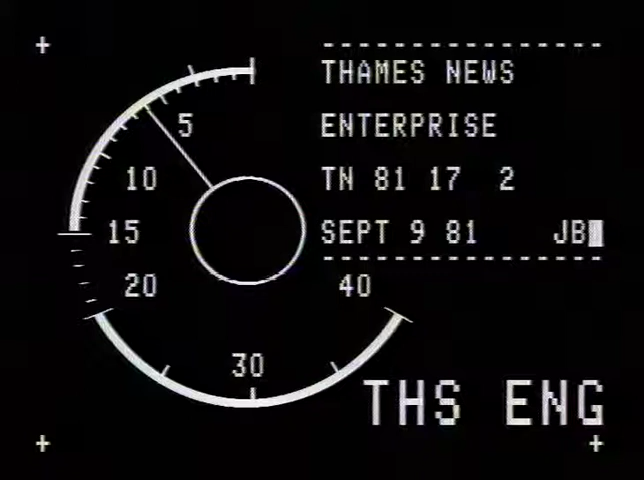 THAMES NEWS
ENTERPRISE
TN 81 17 2
SEPT 9 81 JB
5
10
15
20
30
40
THS ENG